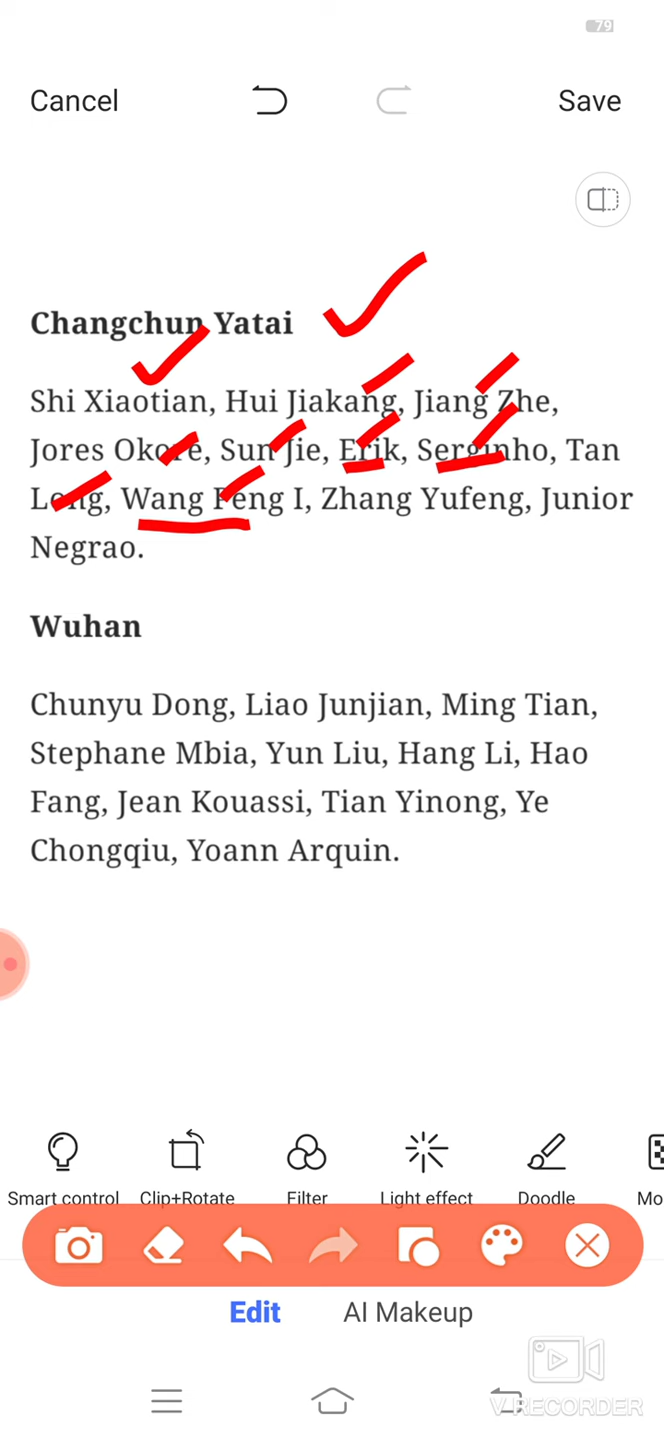 79
Cancel
Save
Changchun Yatai
Shi Xiaotian, Hui Jiakang, Jiang Zhe,
Jores Okore, Sun Jie, Erik, Serginho, Tan
Long, Wang Feng I, Zhang Yufeng, Junior
Negrao.
Wuhan
Chunyu Dong, Liao Junjian, Ming Tian,
Stephane Mbia, Yun Liu, Hang Li, Hao
Fang, Jean Kouassi, Tian Yinong, Ye
Chongqiu, Yoann Arquin.
Smart control Clip+Rotate Filter Light effect Doodle Mo
Edit AI Makeup
V RECORDER